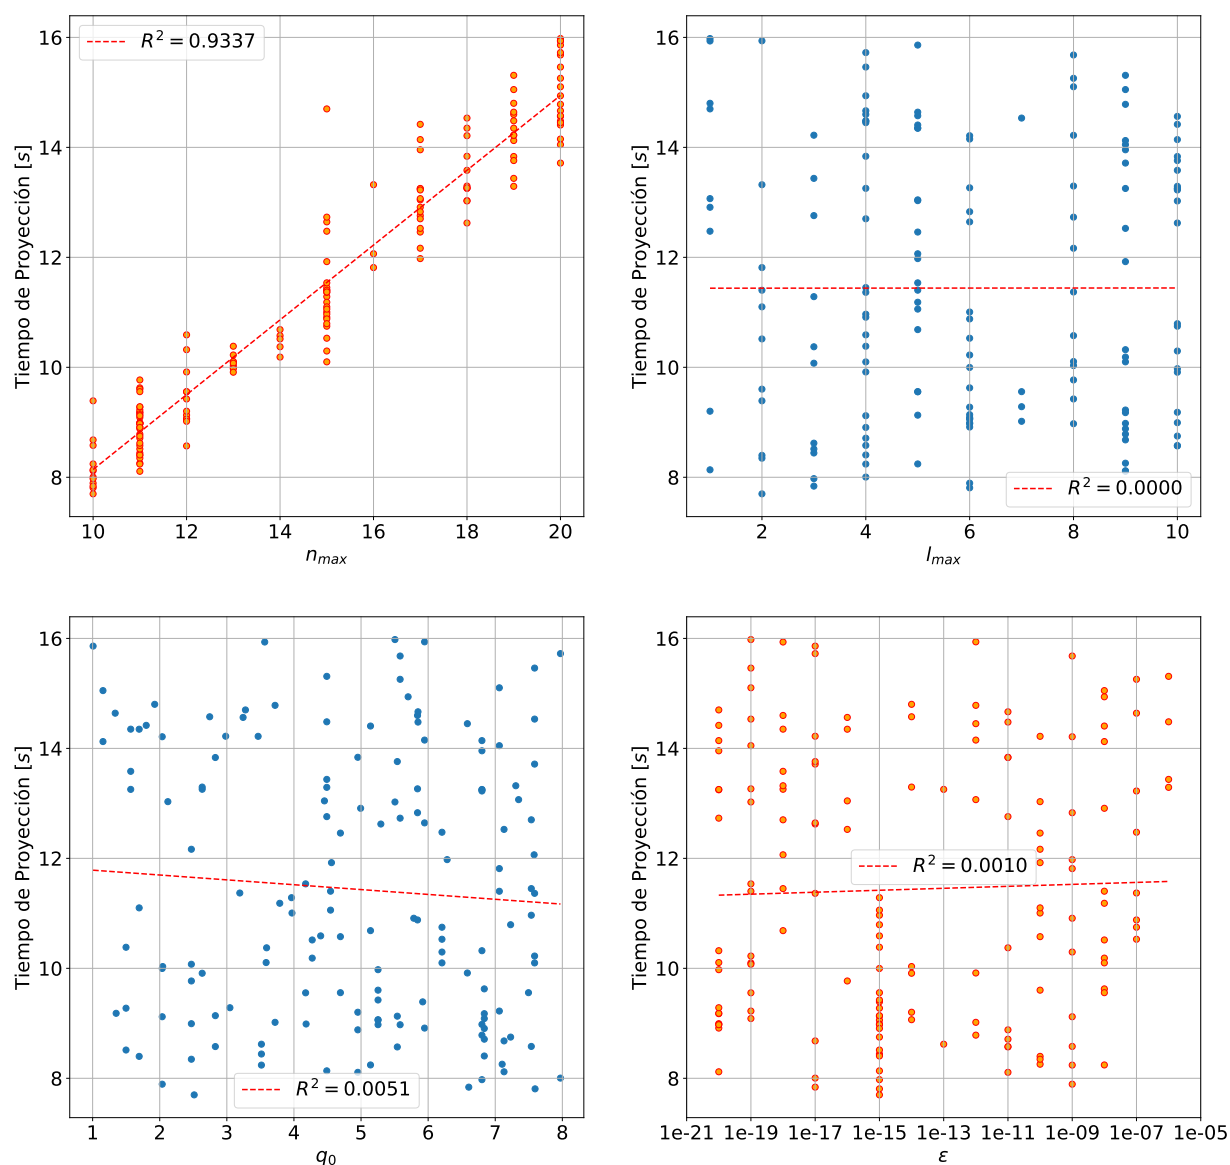 R² = 0.9337
Tiempo de Proyección [s]
16
14
12
10
8
10 12 14 16 18 20
n_max
R² = 0.0000
Tiempo de Proyección [s]
16
14
12
10
8
2 4 6 8 10
l_max
Tiempo de Proyección [s]
16
14
12
10
8
R² = 0.0051
1 2 3 4 5 6 7 8
q₀
Tiempo de Proyección [s]
16
14
12
10
8
R² = 0.0010
1e-21 1e-19 1e-17 1e-15 1e-13 1e-11 1e-09 1e-07 1e-05
ε